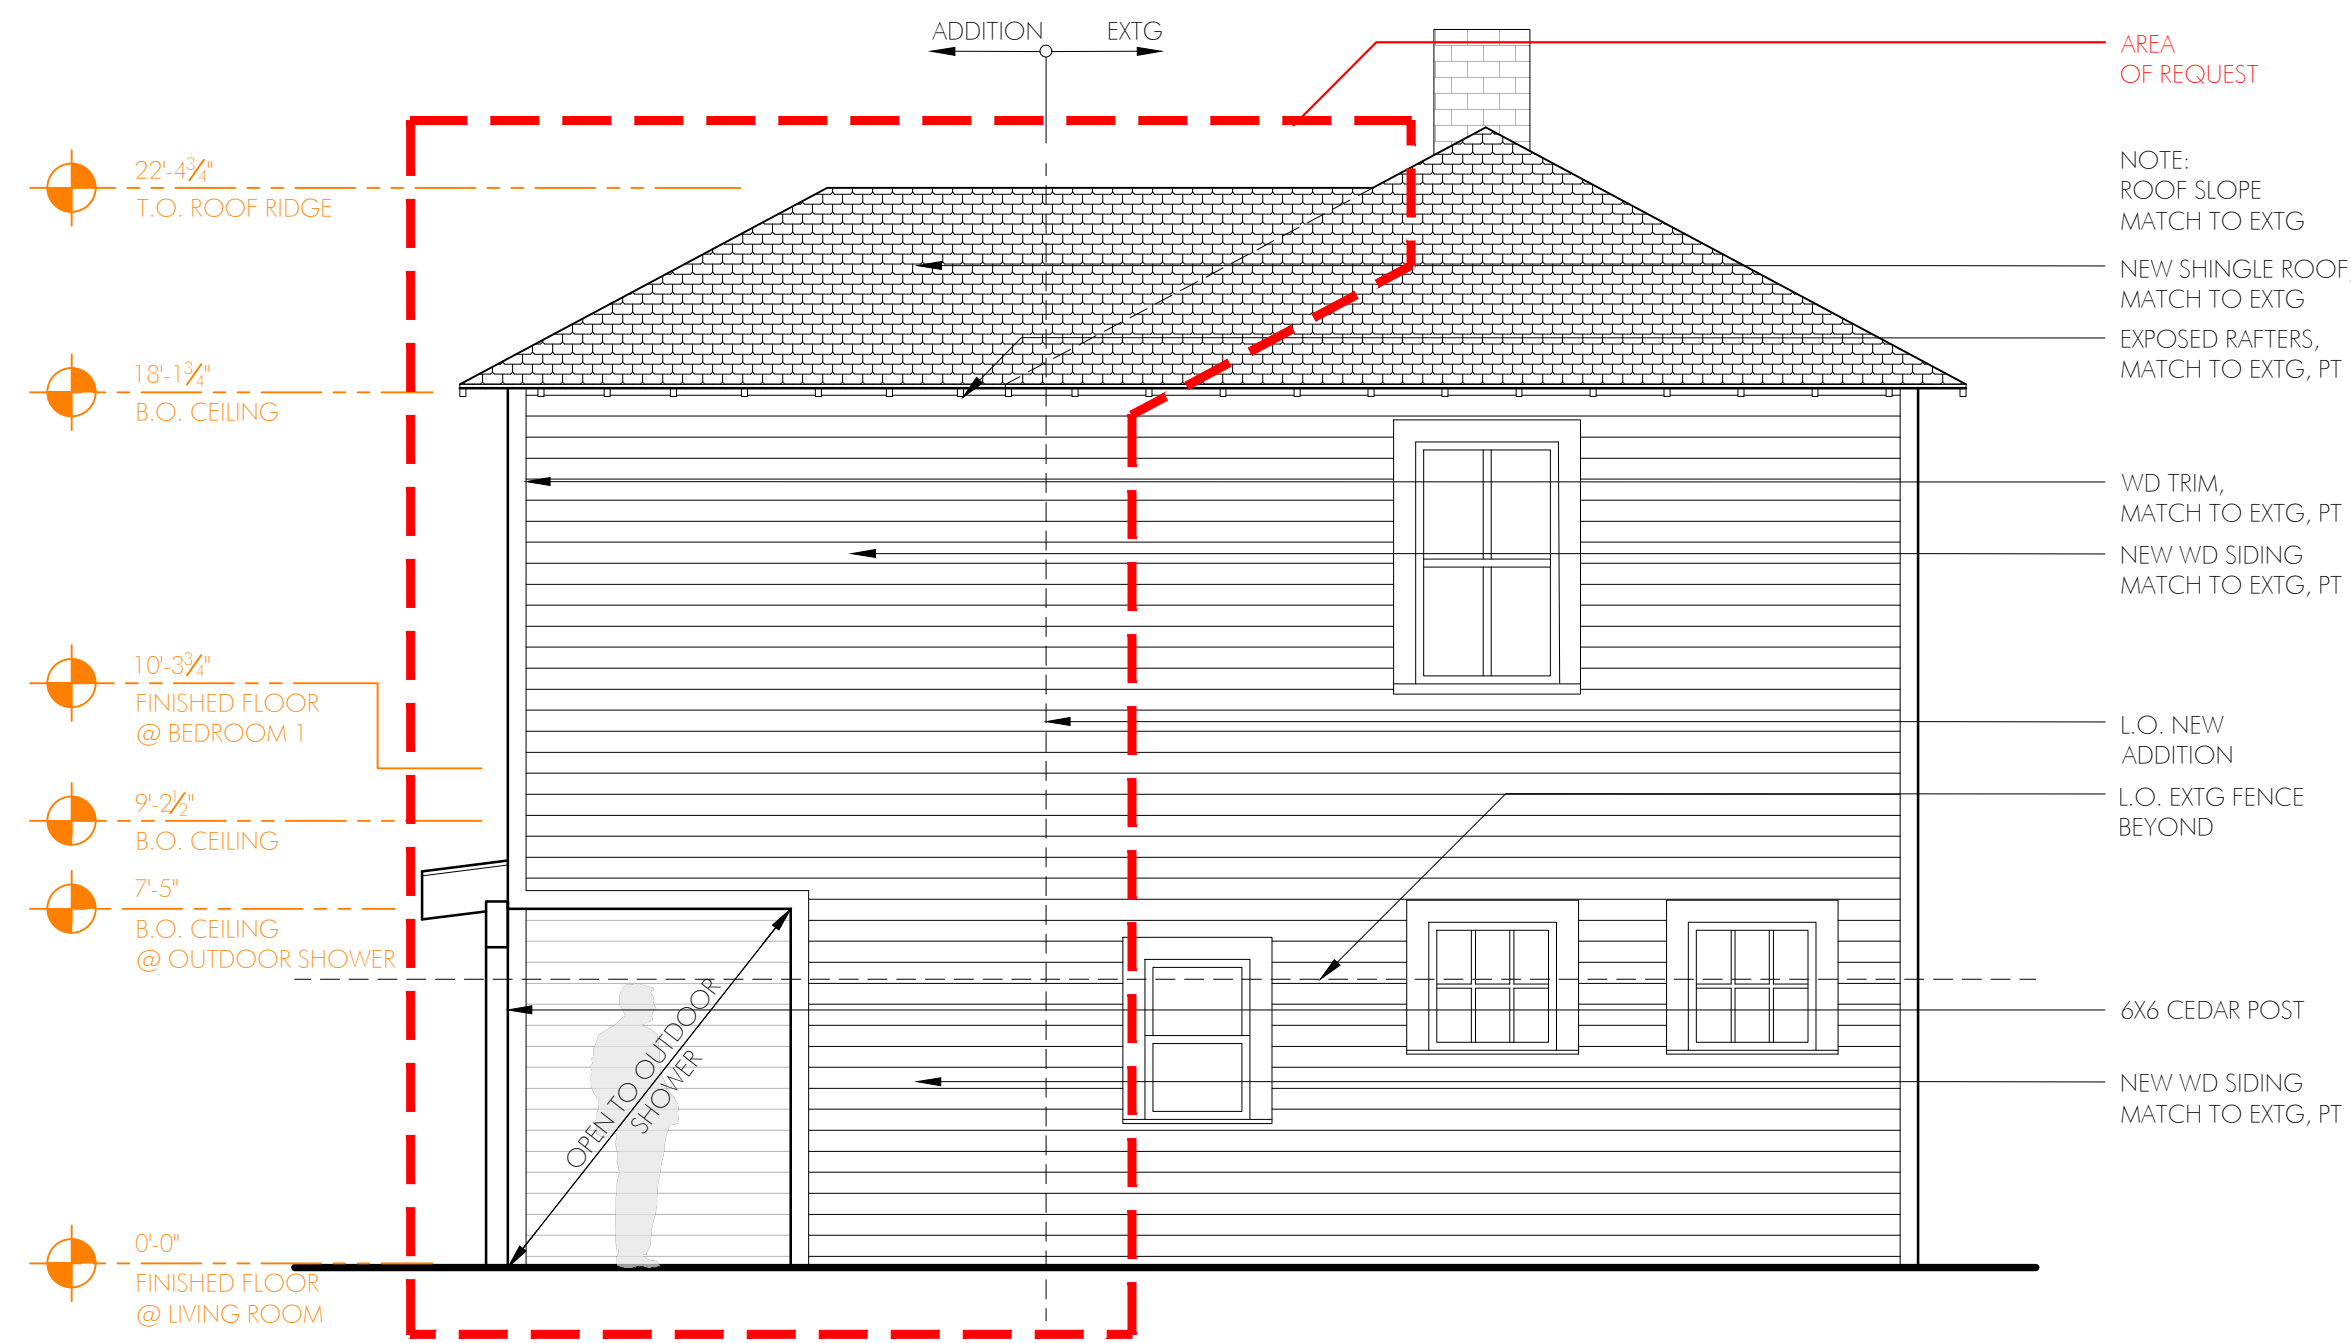 ADDITION
EXTG
AREA
OF REQUEST
NOTE:
ROOF SLOPE
MATCH TO EXTG
NEW SHINGLE ROOF,
MATCH TO EXTG
EXPOSED RAFTERS,
MATCH TO EXTG, PT
WD TRIM,
MATCH TO EXTG, PT
NEW WD SIDING
MATCH TO EXTG, PT
L.O. NEW
ADDITION
L.O. EXTG FENCE
BEYOND
6X6 CEDAR POST
NEW WD SIDING
MATCH TO EXTG, PT
22'-4¾"
T.O. ROOF RIDGE
18'-1¾"
B.O. CEILING
10'-3¾"
FINISHED FLOOR
@ BEDROOM 1
9'-2½"
B.O. CEILING
7'-5"
B.O. CEILING
@ OUTDOOR SHOWER
0'-0"
FINISHED FLOOR
@ LIVING ROOM
OPEN TO OUTDOOR
SHOWER